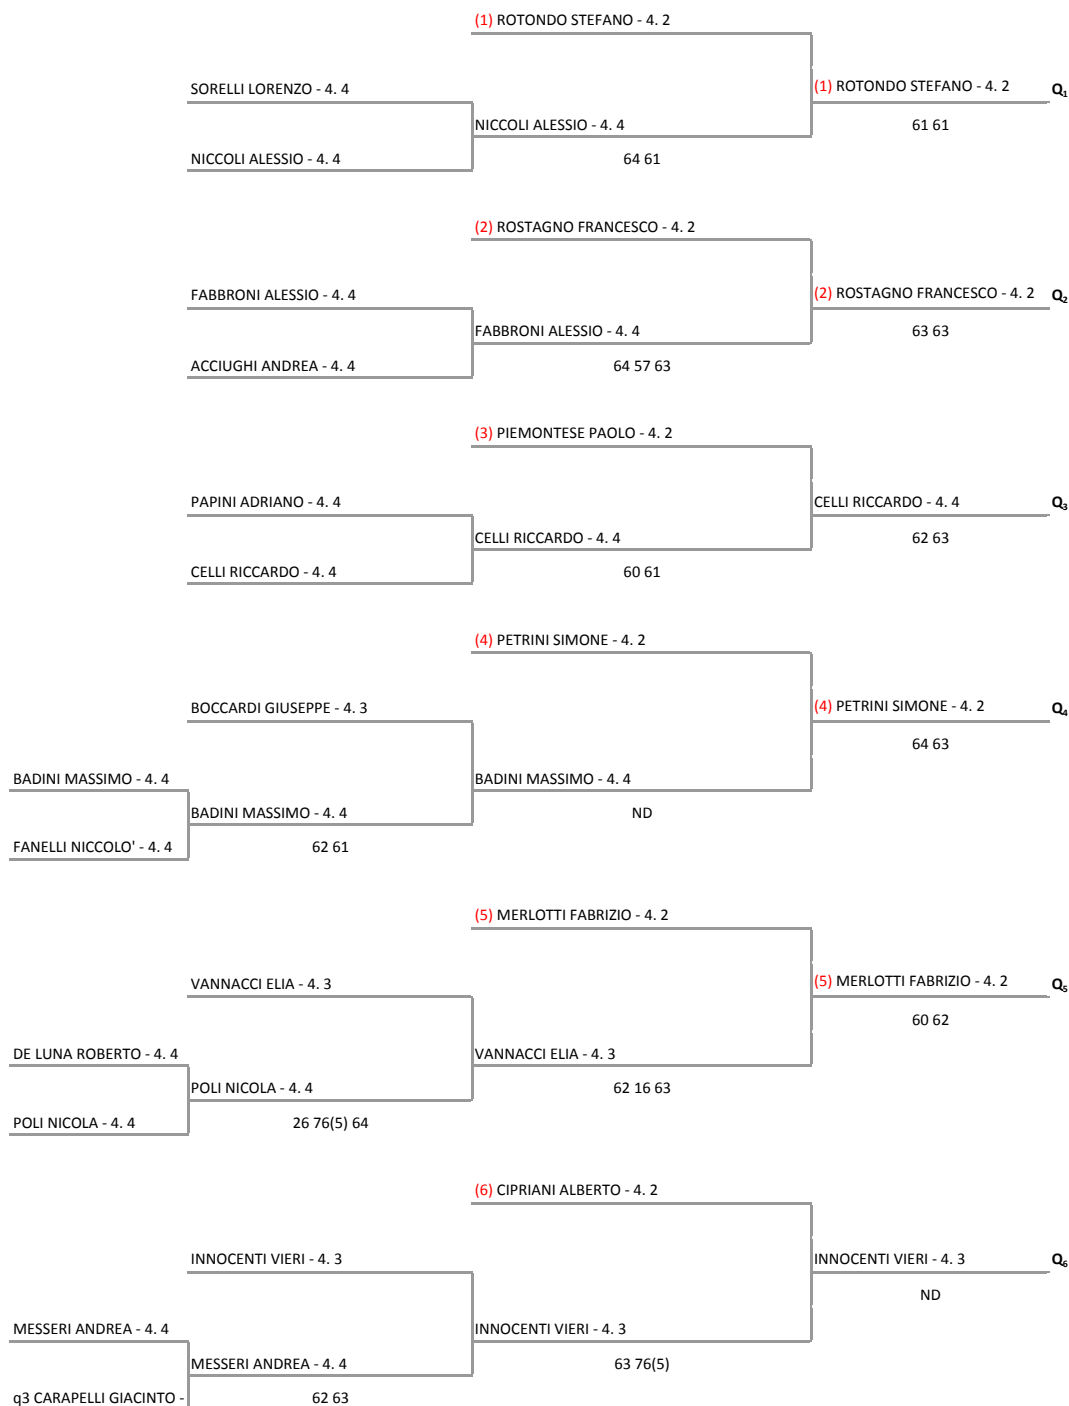 (1) ROTONDO STEFANO - 4. 2
SORELLI LORENZO - 4. 4
(1) ROTONDO STEFANO - 4. 2 Q1
NICCOLI ALESSIO - 4. 4
61 61
NICCOLI ALESSIO - 4. 4
64 61
(2) ROSTAGNO FRANCESCO - 4. 2
FABBRONI ALESSIO - 4. 4
(2) ROSTAGNO FRANCESCO - 4. 2 Q2
FABBRONI ALESSIO - 4. 4
63 63
ACCIUGHI ANDREA - 4. 4
64 57 63
(3) PIEMONTESE PAOLO - 4. 2
PAPINI ADRIANO - 4. 4
CELLI RICCARDO - 4. 4 Q3
CELLI RICCARDO - 4. 4
62 63
CELLI RICCARDO - 4. 4
60 61
(4) PETRINI SIMONE - 4. 2
BOCCARDI GIUSEPPE - 4. 3
(4) PETRINI SIMONE - 4. 2 Q4
64 63
BADINI MASSIMO - 4. 4
BADINI MASSIMO - 4. 4
BADINI MASSIMO - 4. 4
ND
FANELLI NICCOLO' - 4. 4
62 61
(5) MERLOTTI FABRIZIO - 4. 2
VANNACCI ELIA - 4. 3
(5) MERLOTTI FABRIZIO - 4. 2 Q5
60 62
DE LUNA ROBERTO - 4. 4
VANNACCI ELIA - 4. 3
POLI NICOLA - 4. 4
62 16 63
POLI NICOLA - 4. 4
26 76(5) 64
(6) CIPRIANI ALBERTO - 4. 2
INNOCENTI VIERI - 4. 3
INNOCENTI VIERI - 4. 3 Q6
ND
MESSERI ANDREA - 4. 4
INNOCENTI VIERI - 4. 3
MESSERI ANDREA - 4. 4
63 76(5)
q3 CARAPELLI GIACINTO -
62 63